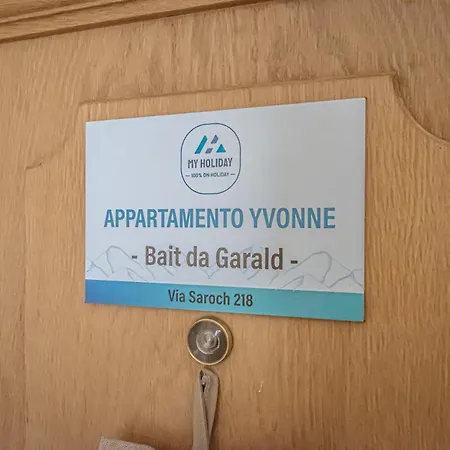 MY HOLIDAY
— 100% ON HOLIDAY —
APPARTAMENTO YVONNE
- Bait da Garald -
Via Saroch 218